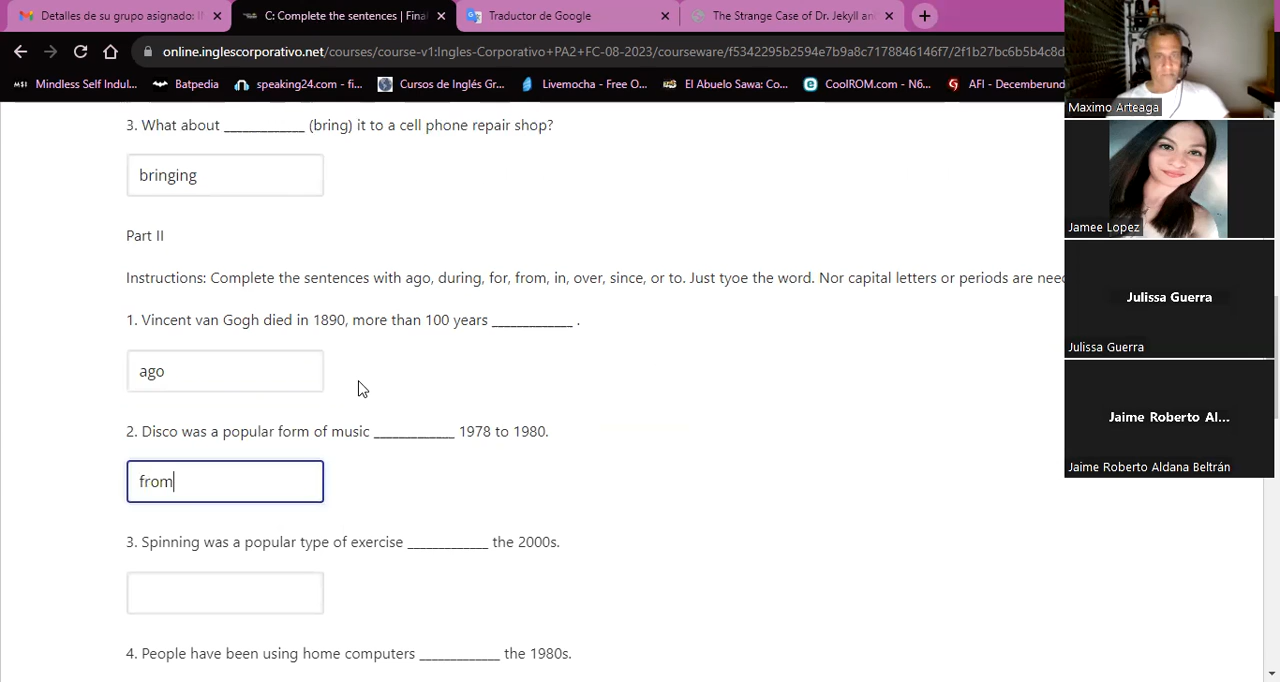 Detalles de su grupo asignado: I
C: Complete the sentences | Final
Traductor de Google
The Strange Case of Dr. Jekyll an
online.inglescorporativo.net/courses/course-v1:Ingles-Corporativo+PA2+FC-08-2023/courseware/f5342295b2594e7b9a8c7178846146f7/2f1b27bc6b5b4c8d
Mindless Self Indul...
Batpedia
speaking24.com - fi...
Cursos de Inglés Gr...
Livemocha - Free O...
El Abuelo Sawa: Co...
CoolROM.com - N6...
AFI - Decemberund
3. What about ____________ (bring) it to a cell phone repair shop?
bringing
Part II
Instructions: Complete the sentences with ago, during, for, from, in, over, since, or to. Just tyoe the word. Nor capital letters or periods are nee
1. Vincent van Gogh died in 1890, more than 100 years ____________ .
ago
2. Disco was a popular form of music ____________ 1978 to 1980.
from
3. Spinning was a popular type of exercise ____________ the 2000s.
4. People have been using home computers ____________ the 1980s.
Maximo Arteaga
Jamee Lopez
Julissa Guerra
Julissa Guerra
Jaime Roberto Al...
Jaime Roberto Aldana Beltrán